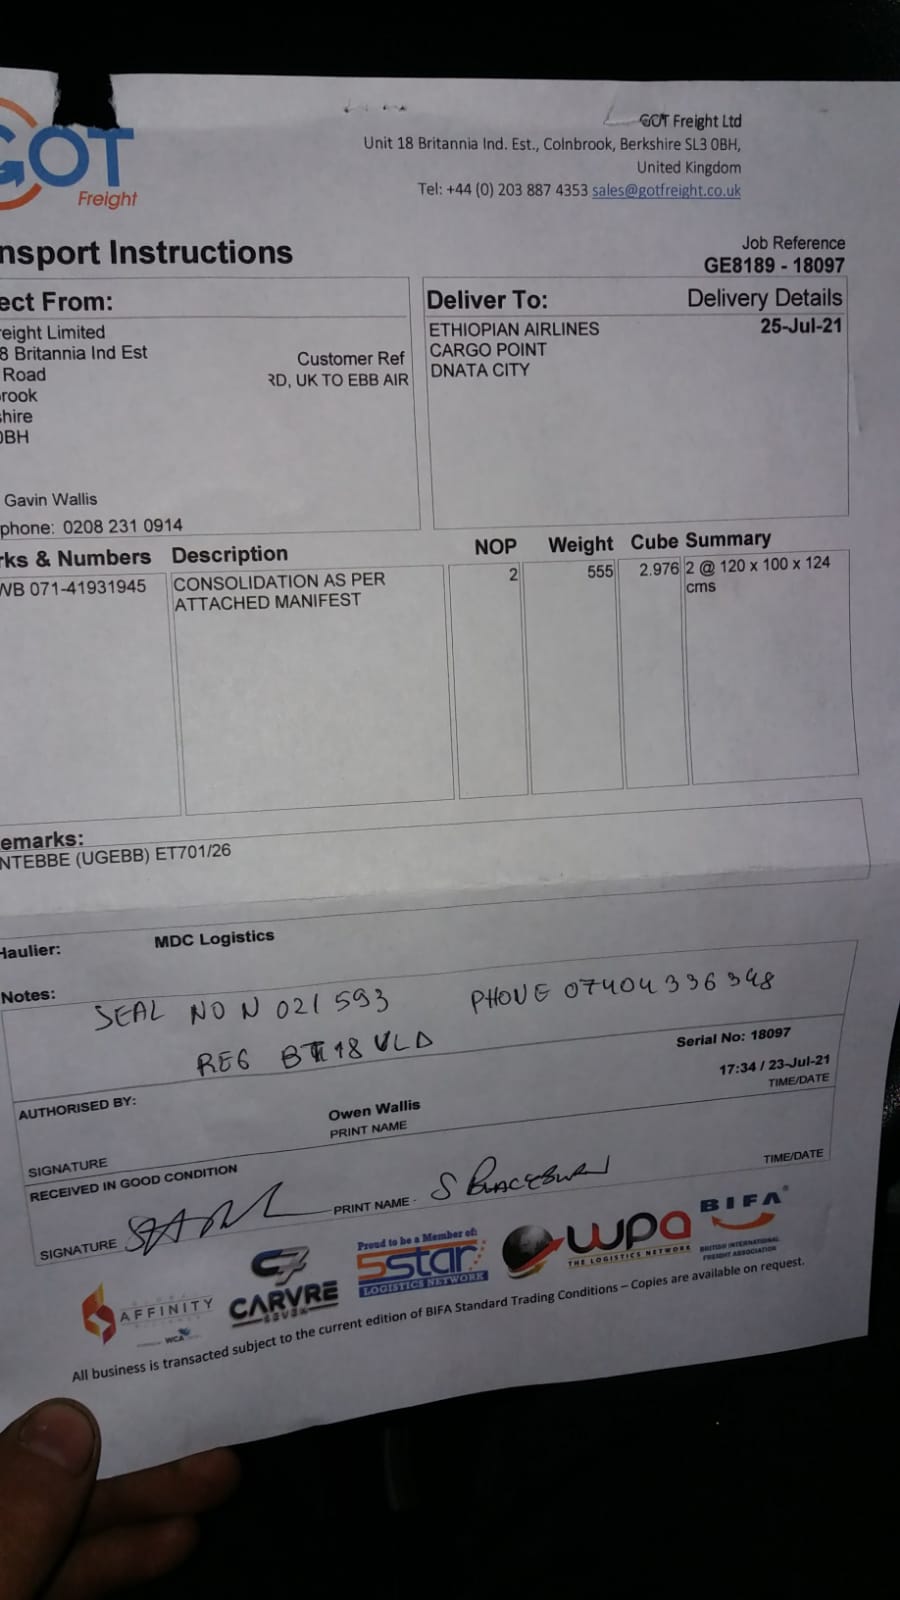 GOT
Freight
GOT Freight Ltd
Unit 18 Britannia Ind. Est., Colnbrook, Berkshire SL3 0BH,
United Kingdom
Tel: +44 (0) 203 887 4353 sales@gotfreight.co.uk
nsport Instructions
Job Reference
GE8189 - 18097
ect From:
reight Limited
8 Britannia Ind Est
Road
rook
shire
0BH
Customer Ref
RD, UK TO EBB AIR
Gavin Wallis
phone: 0208 231 0914
Deliver To:
Delivery Details
ETHIOPIAN AIRLINES
25-Jul-21
CARGO POINT
DNATA CITY
rks & Numbers Description NOP Weight Cube Summary
WB 071-41931945 CONSOLIDATION AS PER 2 555 2.976 2 @ 120 x 100 x 124
ATTACHED MANIFEST cms
emarks:
NTEBBE (UGEBB) ET701/26
Haulier: MDC Logistics
Notes:
SEAL NO N 021593 PHONE 07404 336348
REG BT18 VLD
Serial No: 18097
AUTHORISED BY:
17:34 / 23-Jul-21
Owen Wallis
TIME/DATE
PRINT NAME
SIGNATURE
RECEIVED IN GOOD CONDITION
TIME/DATE
SIGNATURE PRINT NAME S BLACKBURN
AFFINITY
WCA
CARVRE
SEVEN
Proud to be a Member of:
5star
LOGISTICS NETWORK
wpa
THE LOGISTICS NETWORK
BIFA
BRITISH INTERNATIONAL
FREIGHT ASSOCIATION
All business is transacted subject to the current edition of BIFA Standard Trading Conditions – Copies are available on request.